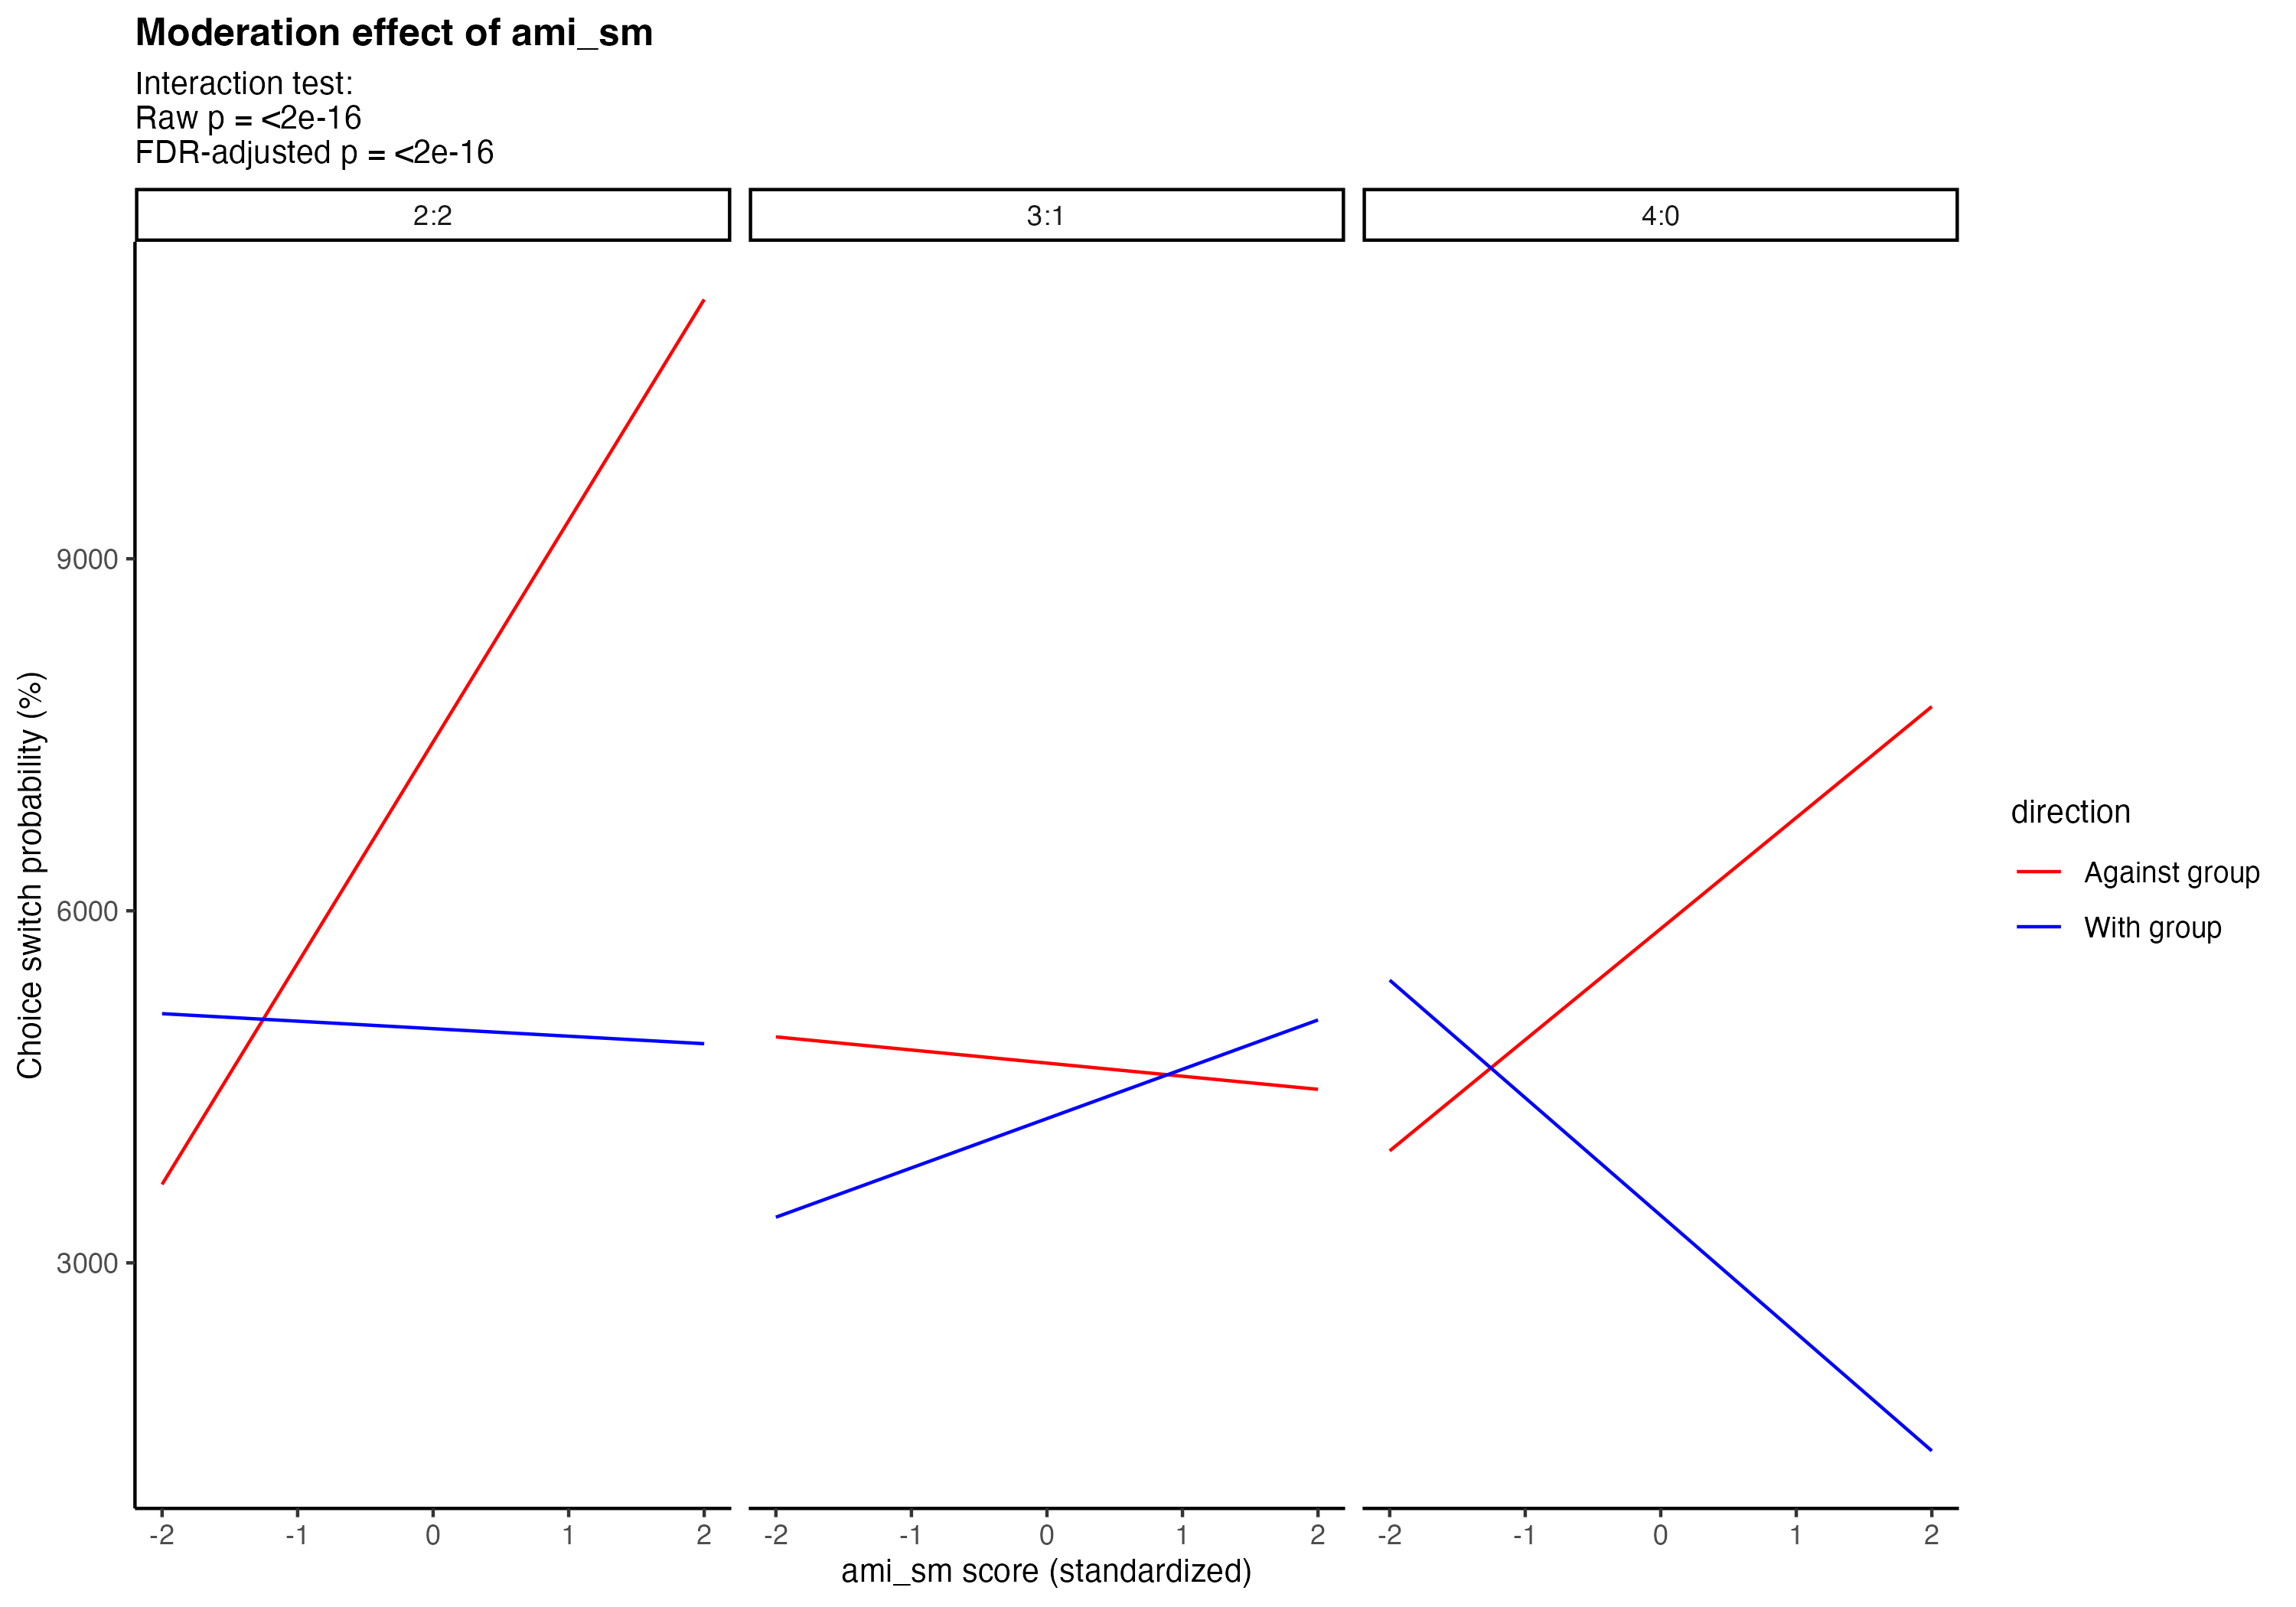 Moderation effect of ami_sm
Interaction test:
Raw p = <2e-16
FDR-adjusted p = <2e-16
2:2
3:1
4:0
Choice switch probability (%)
9000
6000
3000
-2 -1 0 1 2
-2 -1 0 1 2
-2 -1 0 1 2
ami_sm score (standardized)
direction
Against group
With group